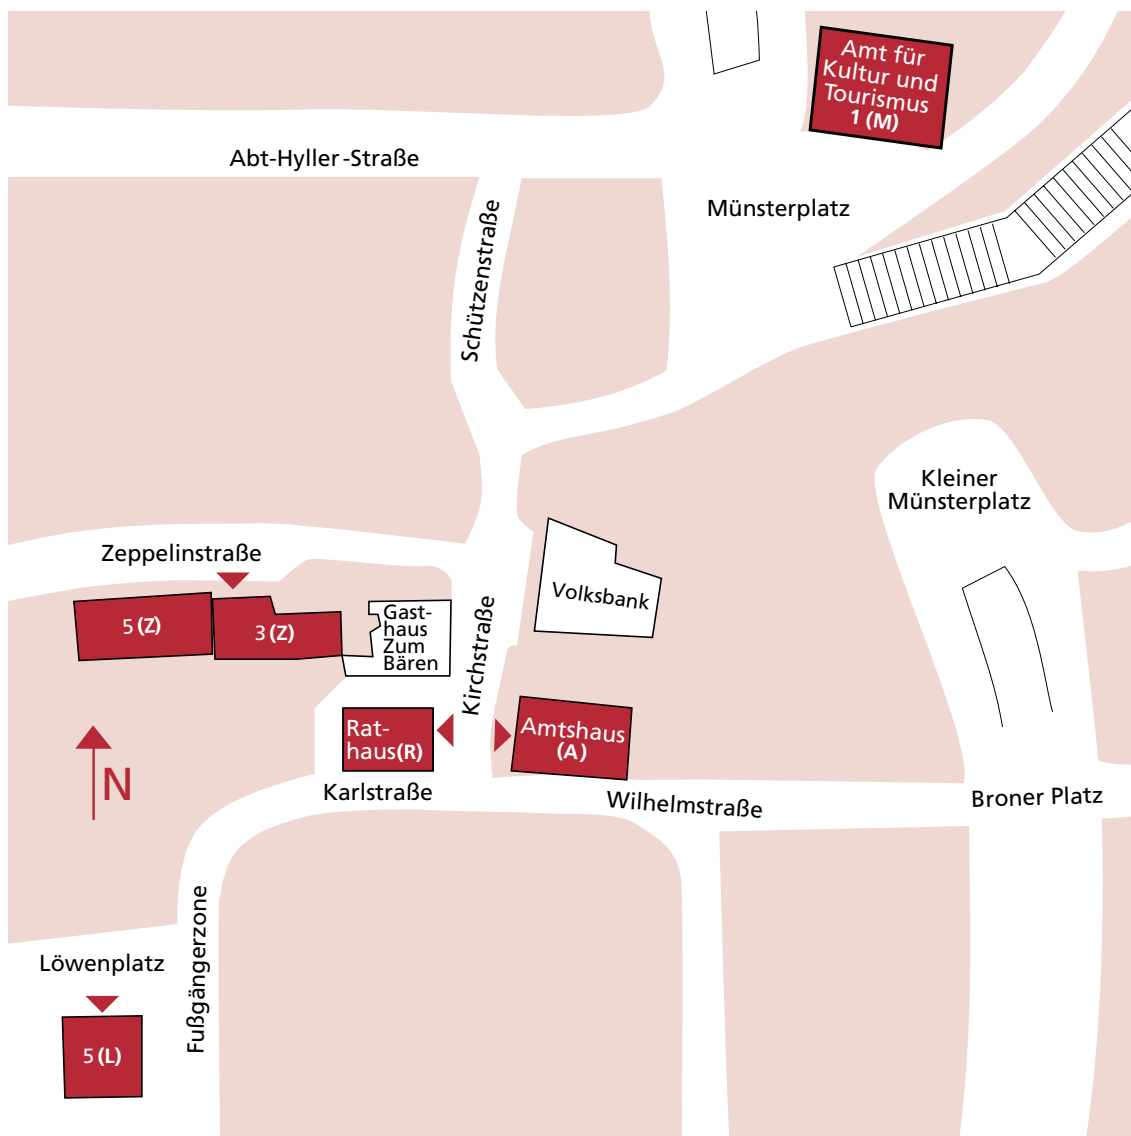 Amt für
Kultur und
Tourismus
1 (M)
Abt-Hyller-Straße
Münsterplatz
Schützenstraße
Kleiner
Münsterplatz
Zeppelinstraße
Volksbank
5 (Z)
3 (Z)
Gast-
haus
Zum
Bären
Kirchstraße
Rat-
haus(R)
Amtshaus
(A)
N
Karlstraße
Wilhelmstraße
Broner Platz
Fußgängerzone
Löwenplatz
5 (L)